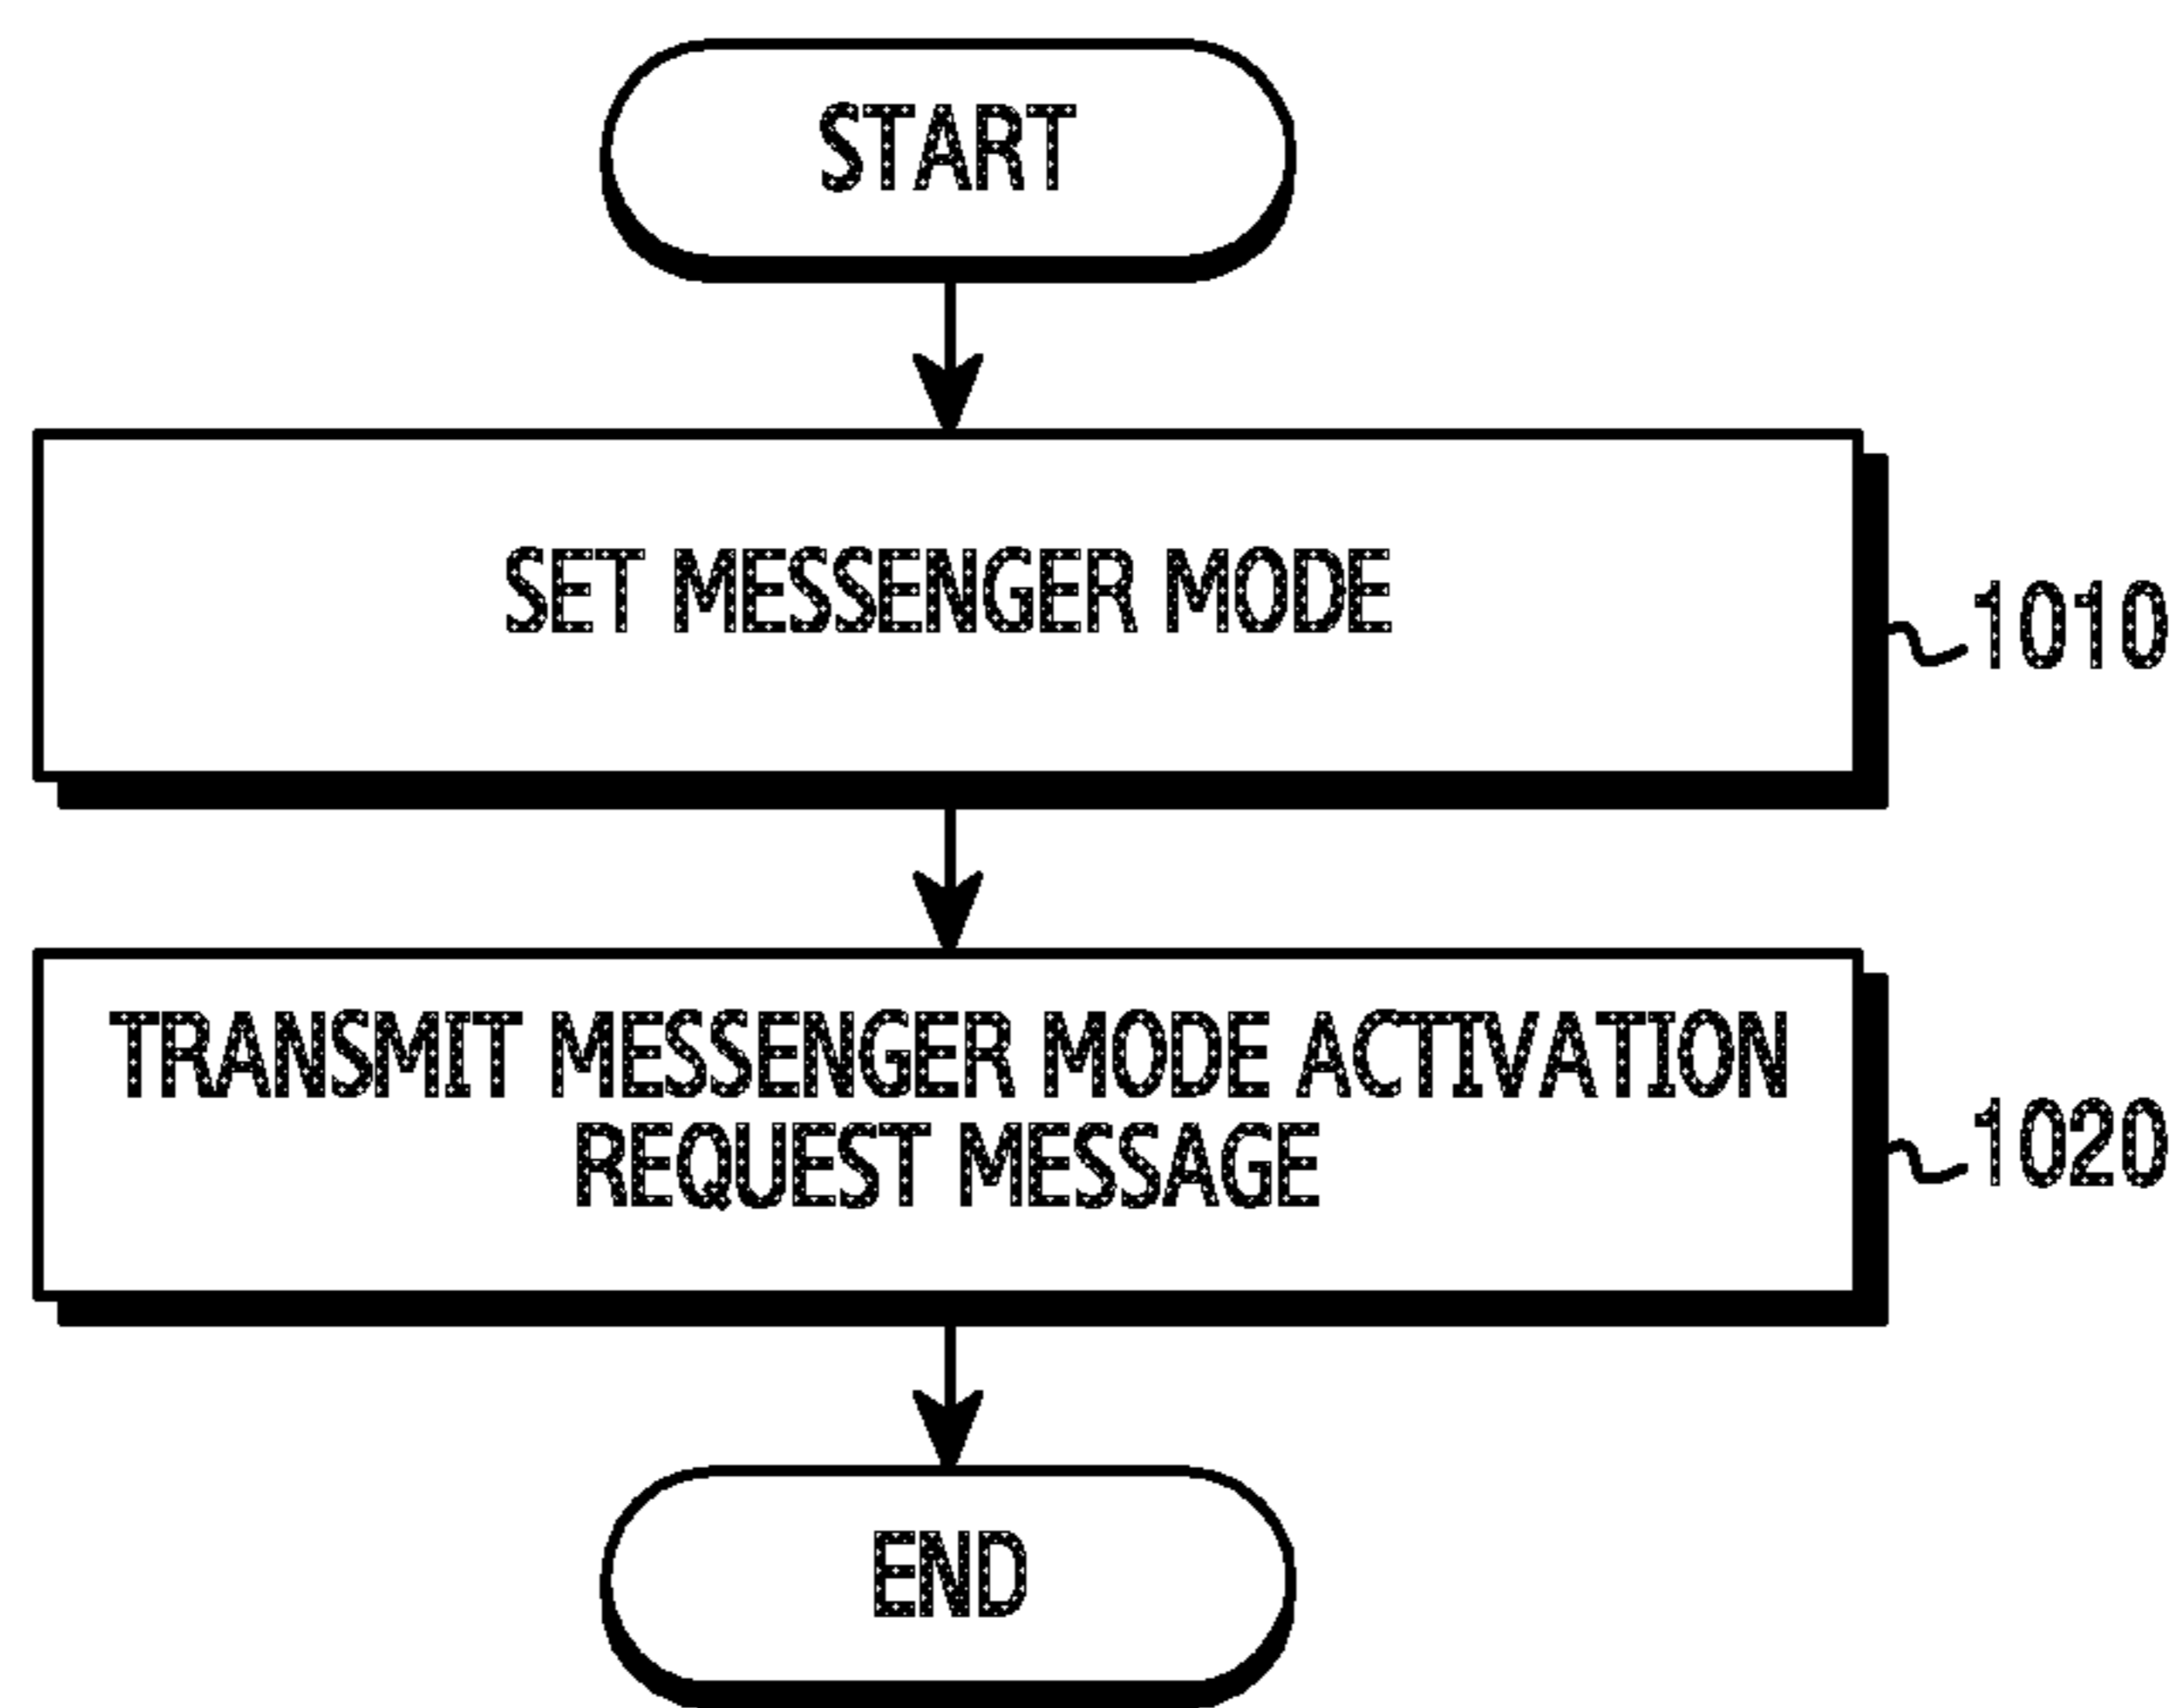 START
SET MESSENGER MODE
1010
TRANSMIT MESSENGER MODE ACTIVATION
REQUEST MESSAGE
1020
END